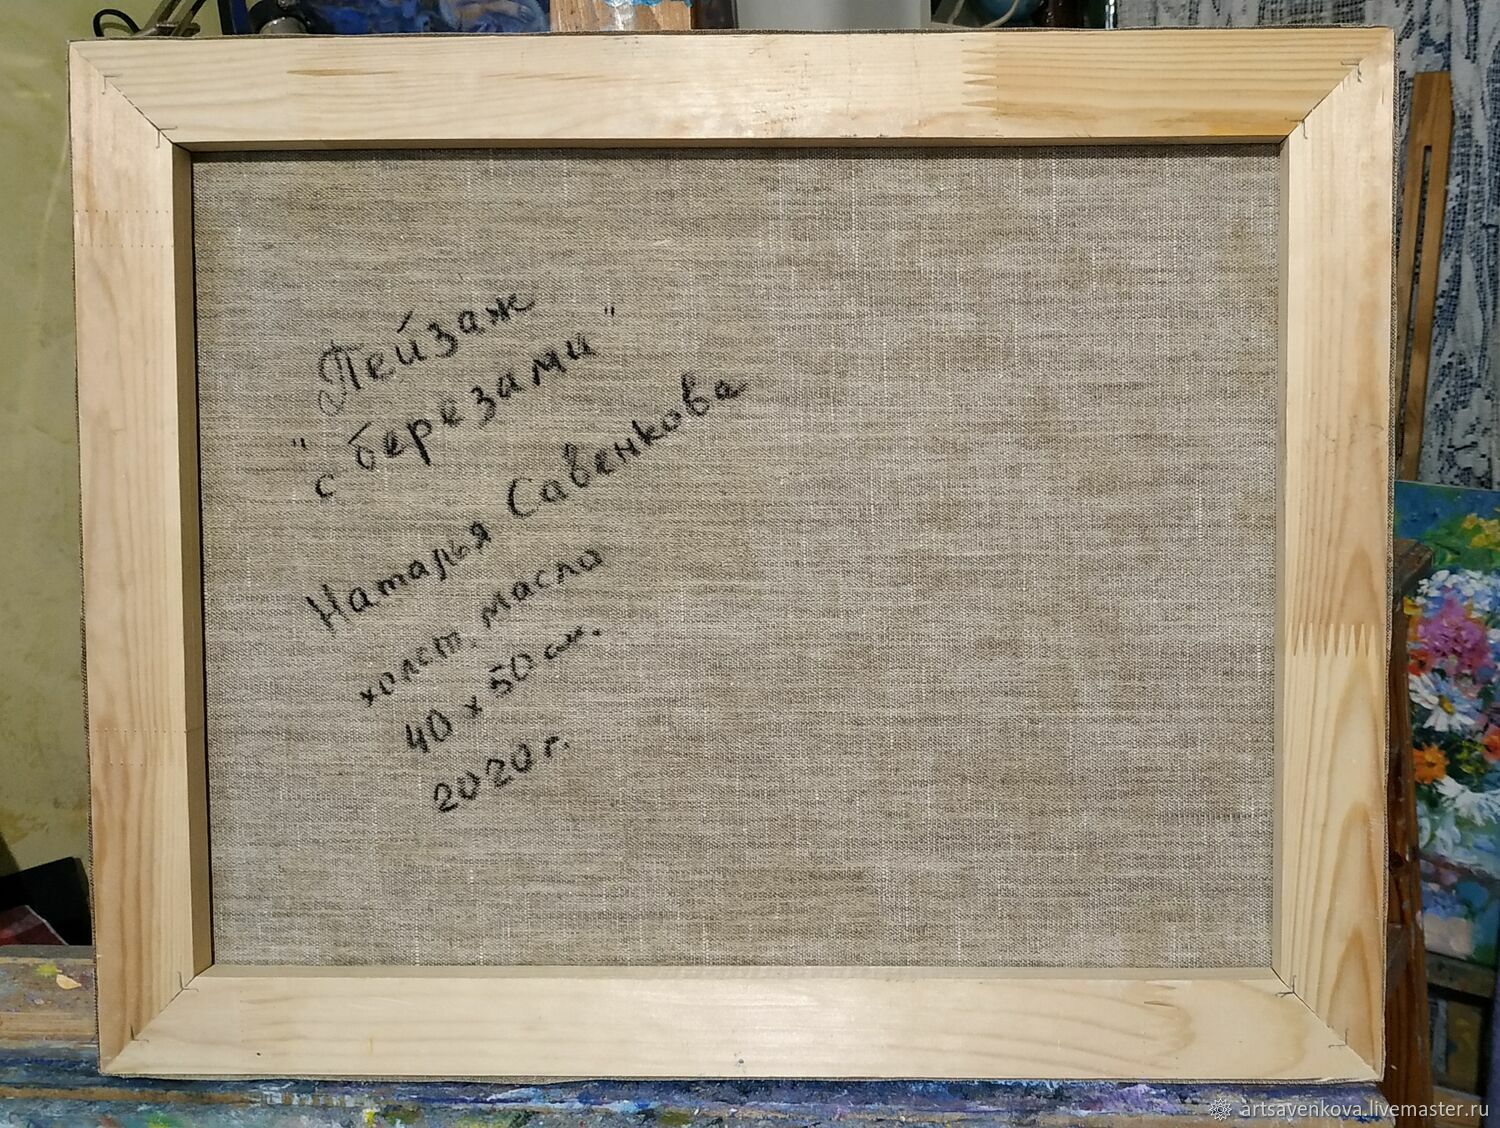 "Пейзаж
"с березами"
Наталья Савенкова
холст, масло
40 х 50 см.
2020 г.
artsavenkova.livemaster.ru